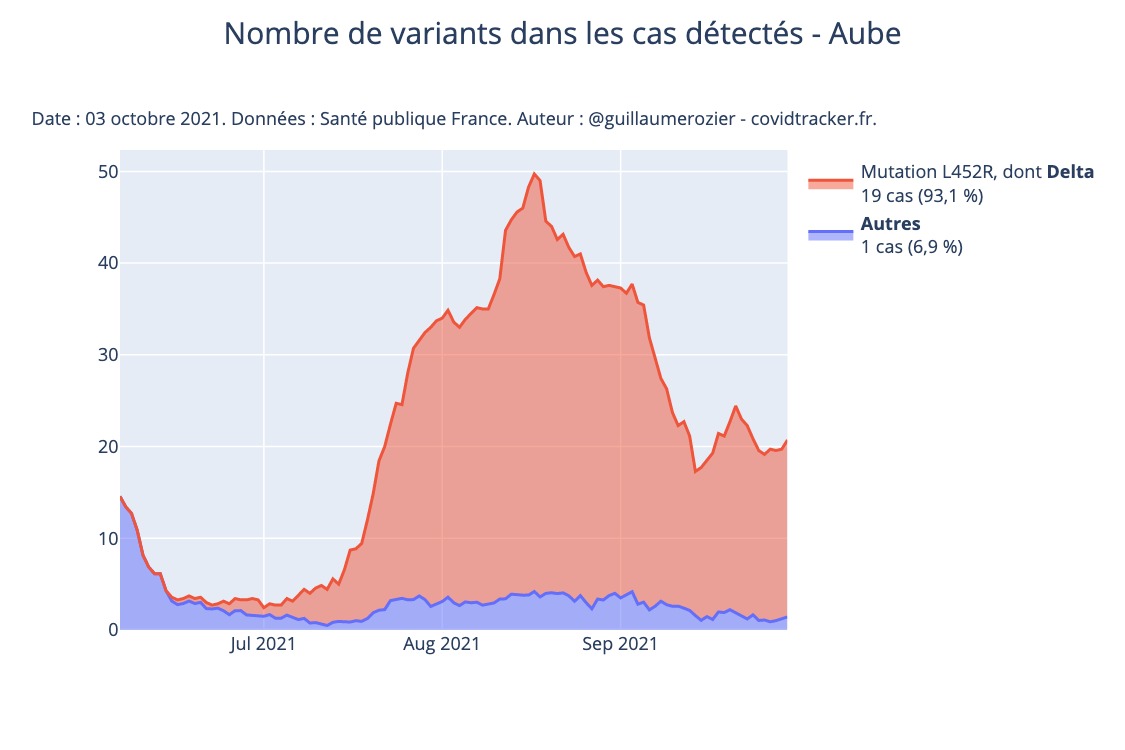 Nombre de variants dans les cas détectés - Aube
Date : 03 octobre 2021. Données : Santé publique France. Auteur : @guillaumerozier - covidtracker.fr.
50
40
30
20
10
0
Jul 2021
Aug 2021
Sep 2021
Mutation L452R, dont Delta
19 cas (93,1 %)
Autres
1 cas (6,9 %)